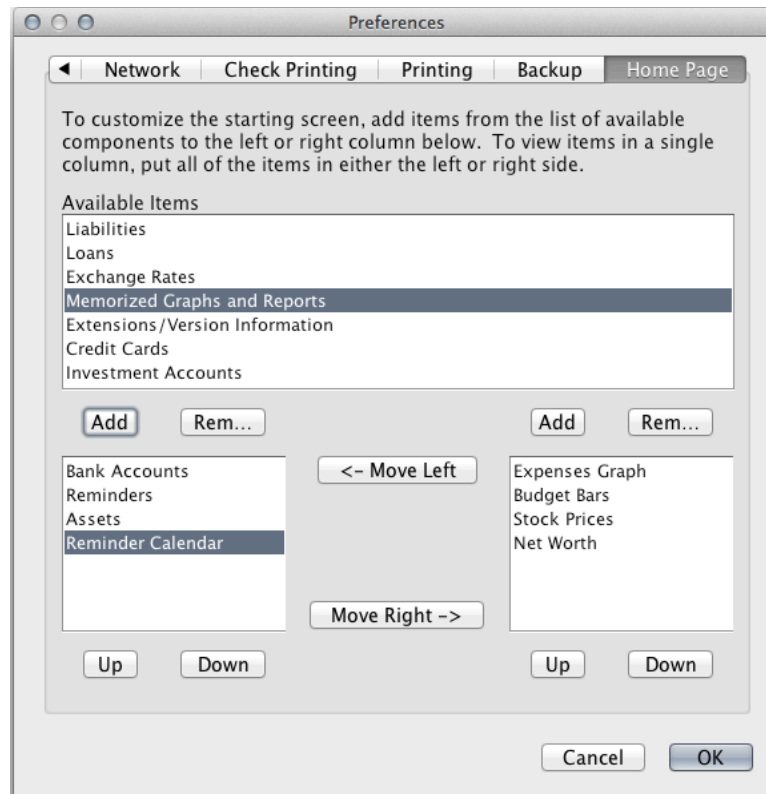 Preferences
◀ Network Check Printing Printing Backup Home Page
To customize the starting screen, add items from the list of available
components to the left or right column below. To view items in a single
column, put all of the items in either the left or right side.
Available Items
Liabilities
Loans
Exchange Rates
Memorized Graphs and Reports
Extensions/Version Information
Credit Cards
Investment Accounts
Add Rem... Add Rem...
Bank Accounts
Reminders
Assets
Reminder Calendar
<- Move Left
Move Right ->
Expenses Graph
Budget Bars
Stock Prices
Net Worth
Up Down Up Down
Cancel OK